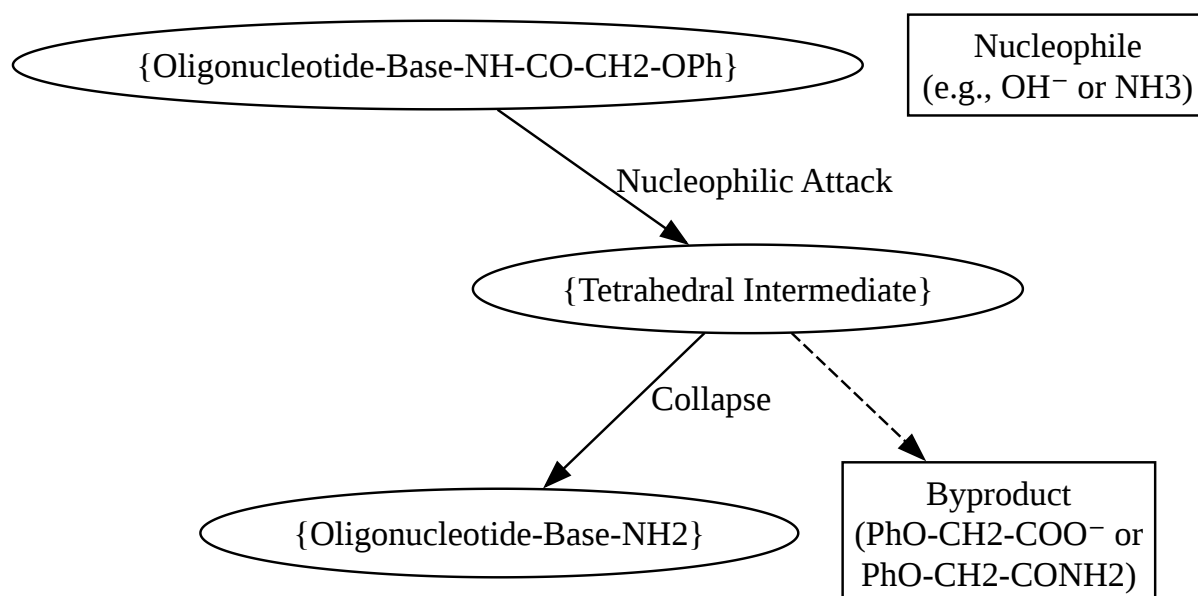 {Oligonucleotide-Base-NH-CO-CH2-OPh}
Nucleophile
(e.g., OH⁻ or NH3)
Nucleophilic Attack
{Tetrahedral Intermediate}
Collapse
{Oligonucleotide-Base-NH2}
Byproduct
(PhO-CH2-COO⁻ or
PhO-CH2-CONH2)